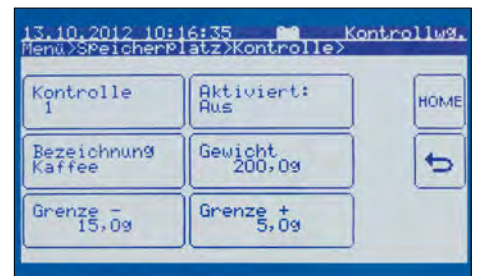 13.10.2012 10:16:35 Kontrollwg.
Menü>Speicherplatz>Kontrolle>
Kontrolle
1
Aktiviert:
Aus
HOME
Bezeichnung
Kaffee
Gewicht
200,0g
Grenze -
15,0g
Grenze +
5,0g